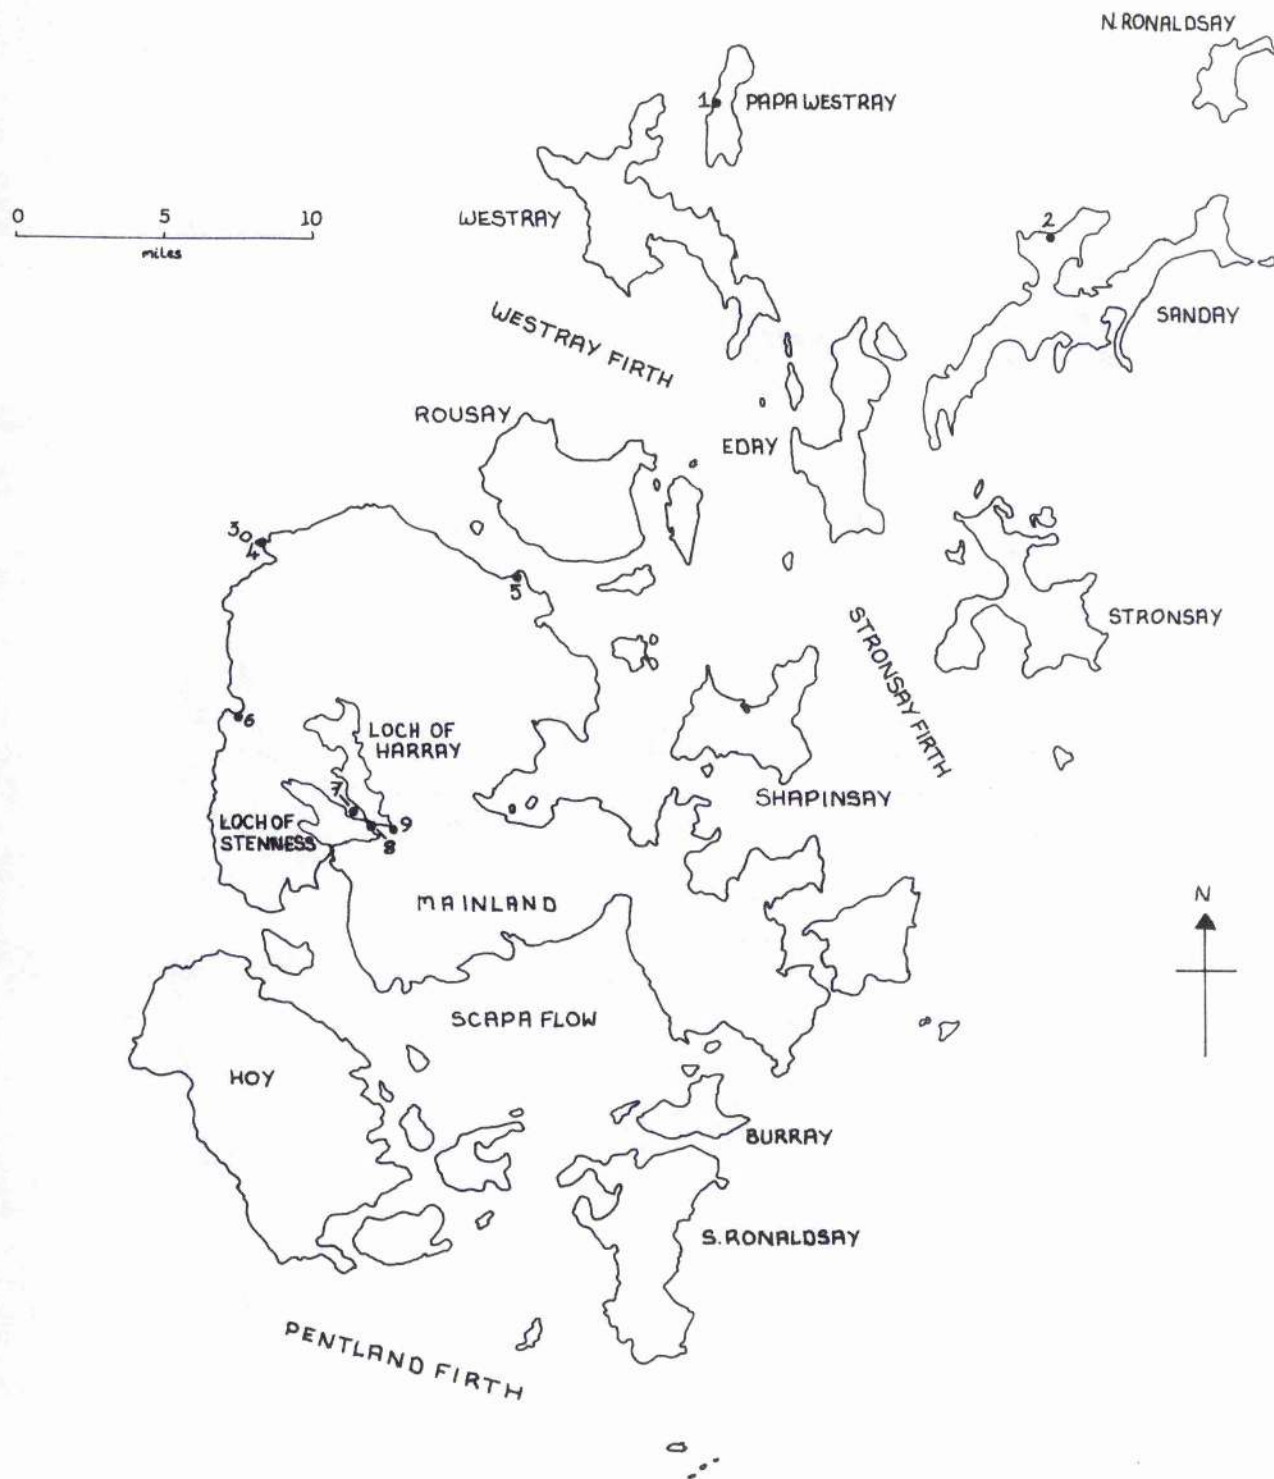 N. RONALDSAY
1
PAPA WESTRAY
0 5 10
miles
WESTRAY
2
SANDAY
WESTRAY FIRTH
ROUSAY
EDAY
3
4
5
STRONSAY
STRONSAY FIRTH
6
LOCH OF
HARRAY
7
SHAPINSAY
LOCH OF
STENNESS
9
8
MAINLAND
N
SCAPA FLOW
HOY
BURRAY
S. RONALDSAY
PENTLAND FIRTH